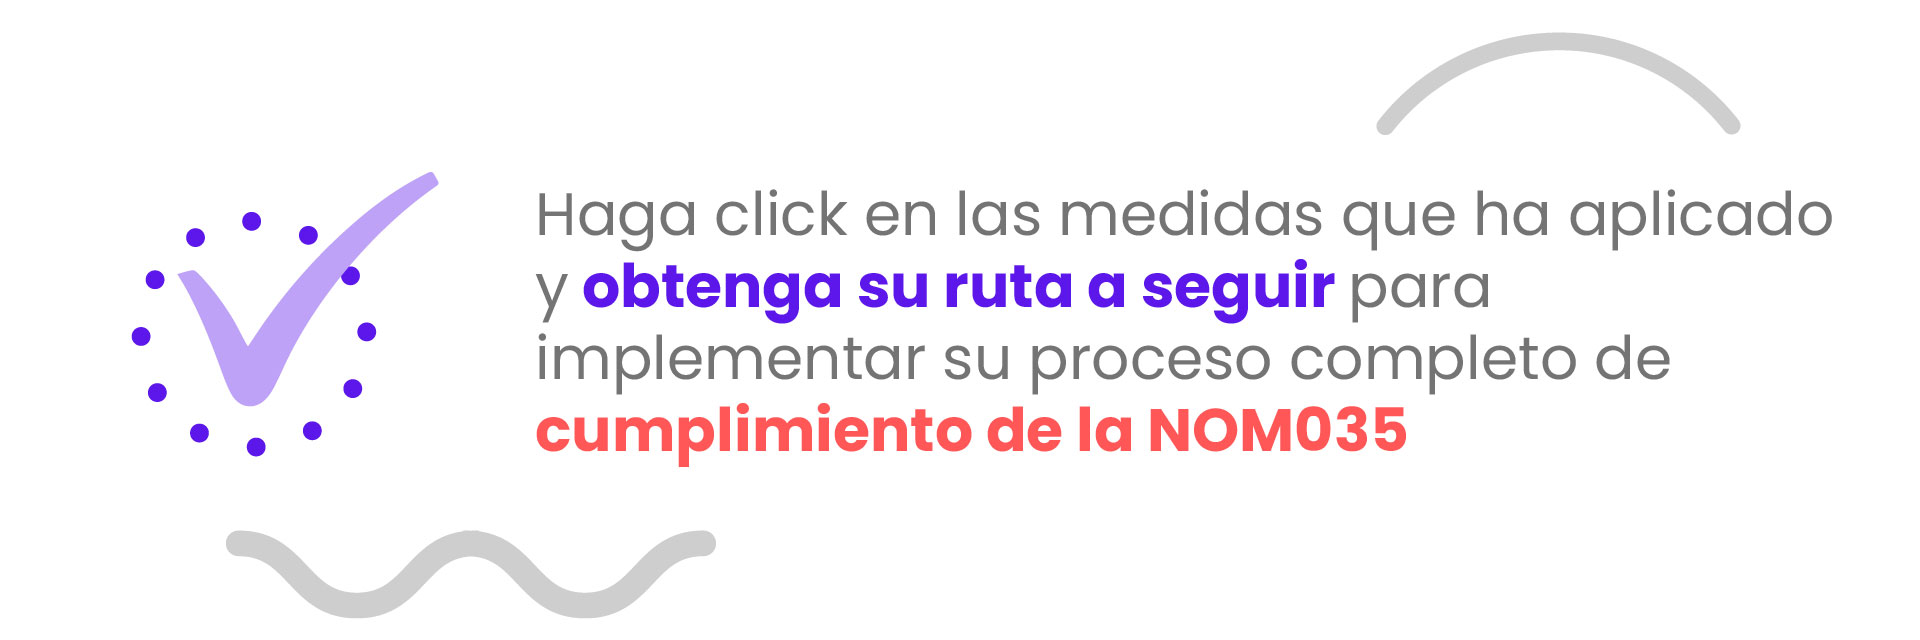 Haga click en las medidas que ha aplicado
y obtenga su ruta a seguir para
implementar su proceso completo de
cumplimiento de la NOM035